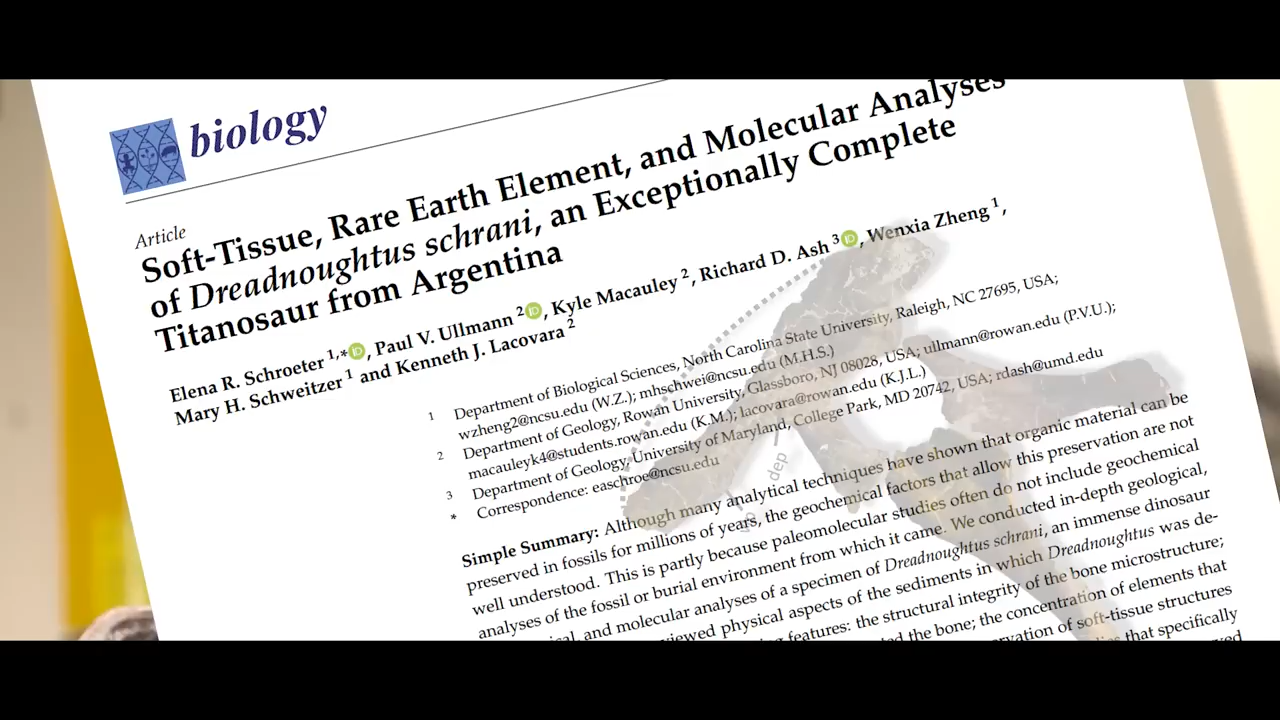 biology
Article
Soft-Tissue, Rare Earth Element, and Molecular Analyses
of Dreadnoughtus schrani, an Exceptionally Complete
Titanosaur from Argentina
Elena R. Schroeter 1,* iD, Paul V. Ullmann 2 iD, Kyle Macauley 2, Richard D. Ash 3 iD, Wenxia Zheng 1,
Mary H. Schweitzer 1 and Kenneth J. Lacovara 2
1 Department of Biological Sciences, North Carolina State University, Raleigh, NC 27695, USA;
wzheng2@ncsu.edu (W.Z.); mhschwei@ncsu.edu (M.H.S.)
2 Department of Geology, Rowan University, Glassboro, NJ 08028, USA; ullmann@rowan.edu (P.V.U.);
macauleyk4@students.rowan.edu (K.M.); lacovara@rowan.edu (K.J.L.)
3 Department of Geology, University of Maryland, College Park, MD 20742, USA; rdash@umd.edu
* Correspondence: easchroe@ncsu.edu
dep
Simple Summary: Although many analytical techniques have shown that organic material can be
preserved in fossils for millions of years, the geochemical factors that allow this preservation are not
well understood. This is partly because paleomolecular studies often do not include geochemical
analyses of the fossil or burial environment from which it came. We conducted in-depth geological,
and molecular analyses of a specimen of Dreadnoughtus schrani, an immense dinosaur
physical aspects of the sediments in which Dreadnoughtus was de-
features: the structural integrity of the bone microstructure;
the bone; the concentration of elements that
of soft-tissue structures
that specifically